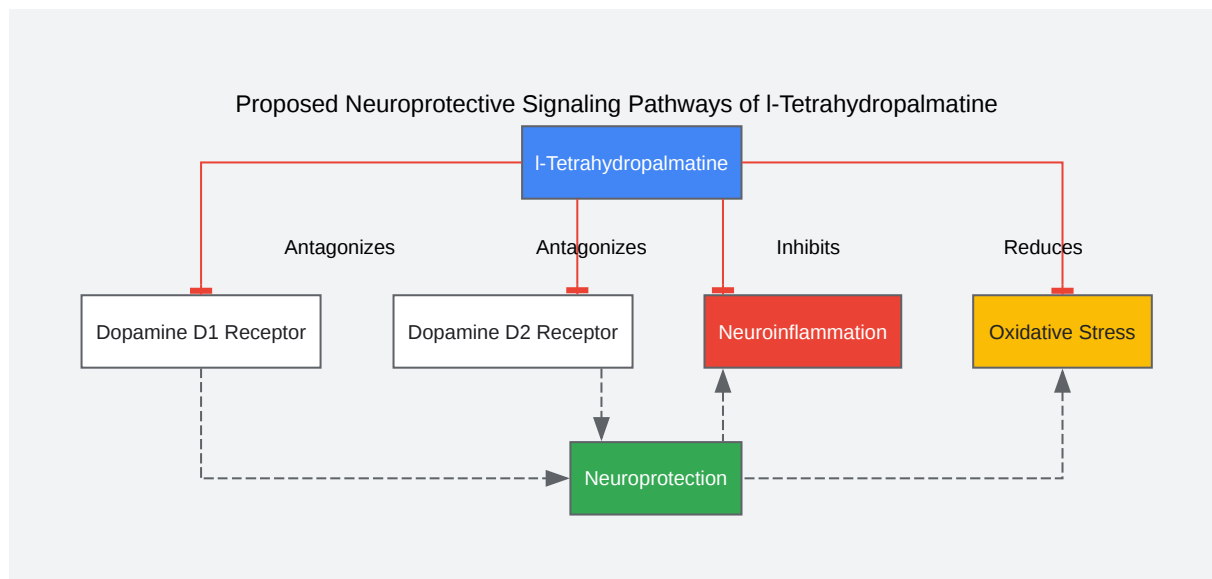 Proposed Neuroprotective Signaling Pathways of l-Tetrahydropalmatine
l-Tetrahydropalmatine
Antagonizes
Antagonizes
Inhibits
Reduces
Dopamine D1 Receptor
Dopamine D2 Receptor
Neuroinflammation
Oxidative Stress
Neuroprotection